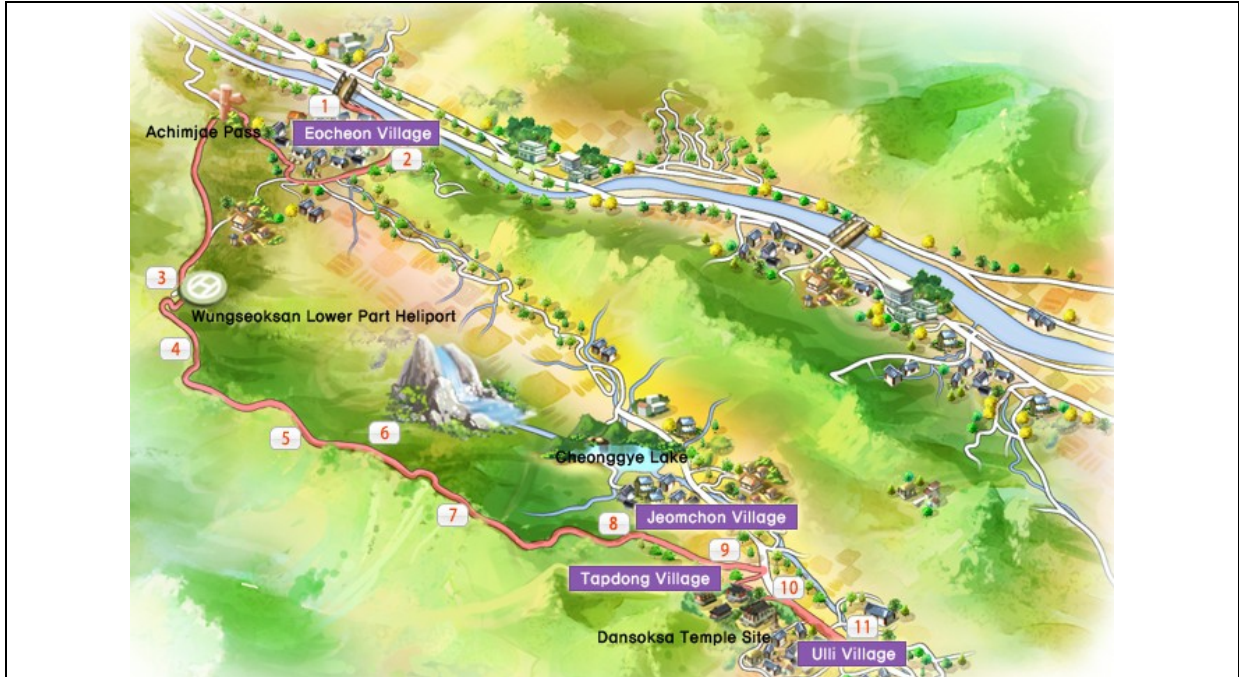 1
Achimjae Pass
Eocheon Village
2
3
Wungseoksan Lower Part Heliport
4
5
6
Cheonggye Lake
7
8
Jeomchon Village
9
Tapdong Village
10
Dansoksa Temple Site
11
Ulli Village